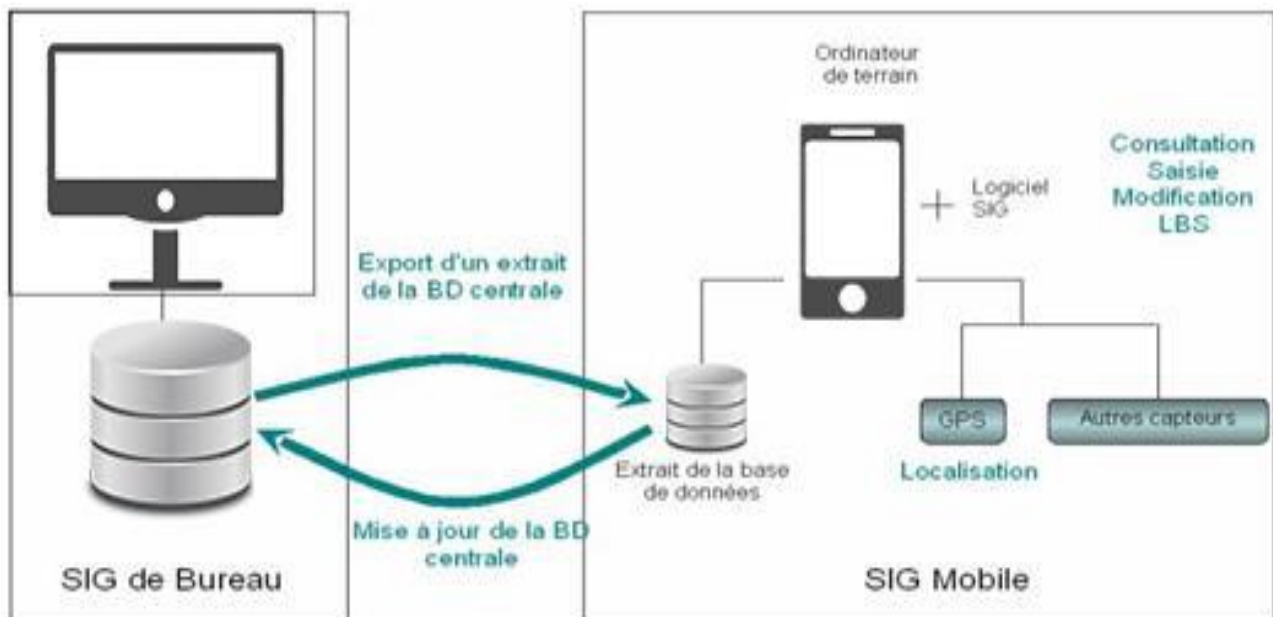 Ordinateur
de terrain
Consultation
Saisie
Modification
LBS
Logiciel
SIG
Export d'un extrait
de la BD centrale
GPS
Autres capteurs
Localisation
Extrait de la base
de données
Mise à jour de la BD
centrale
SIG de Bureau
SIG Mobile